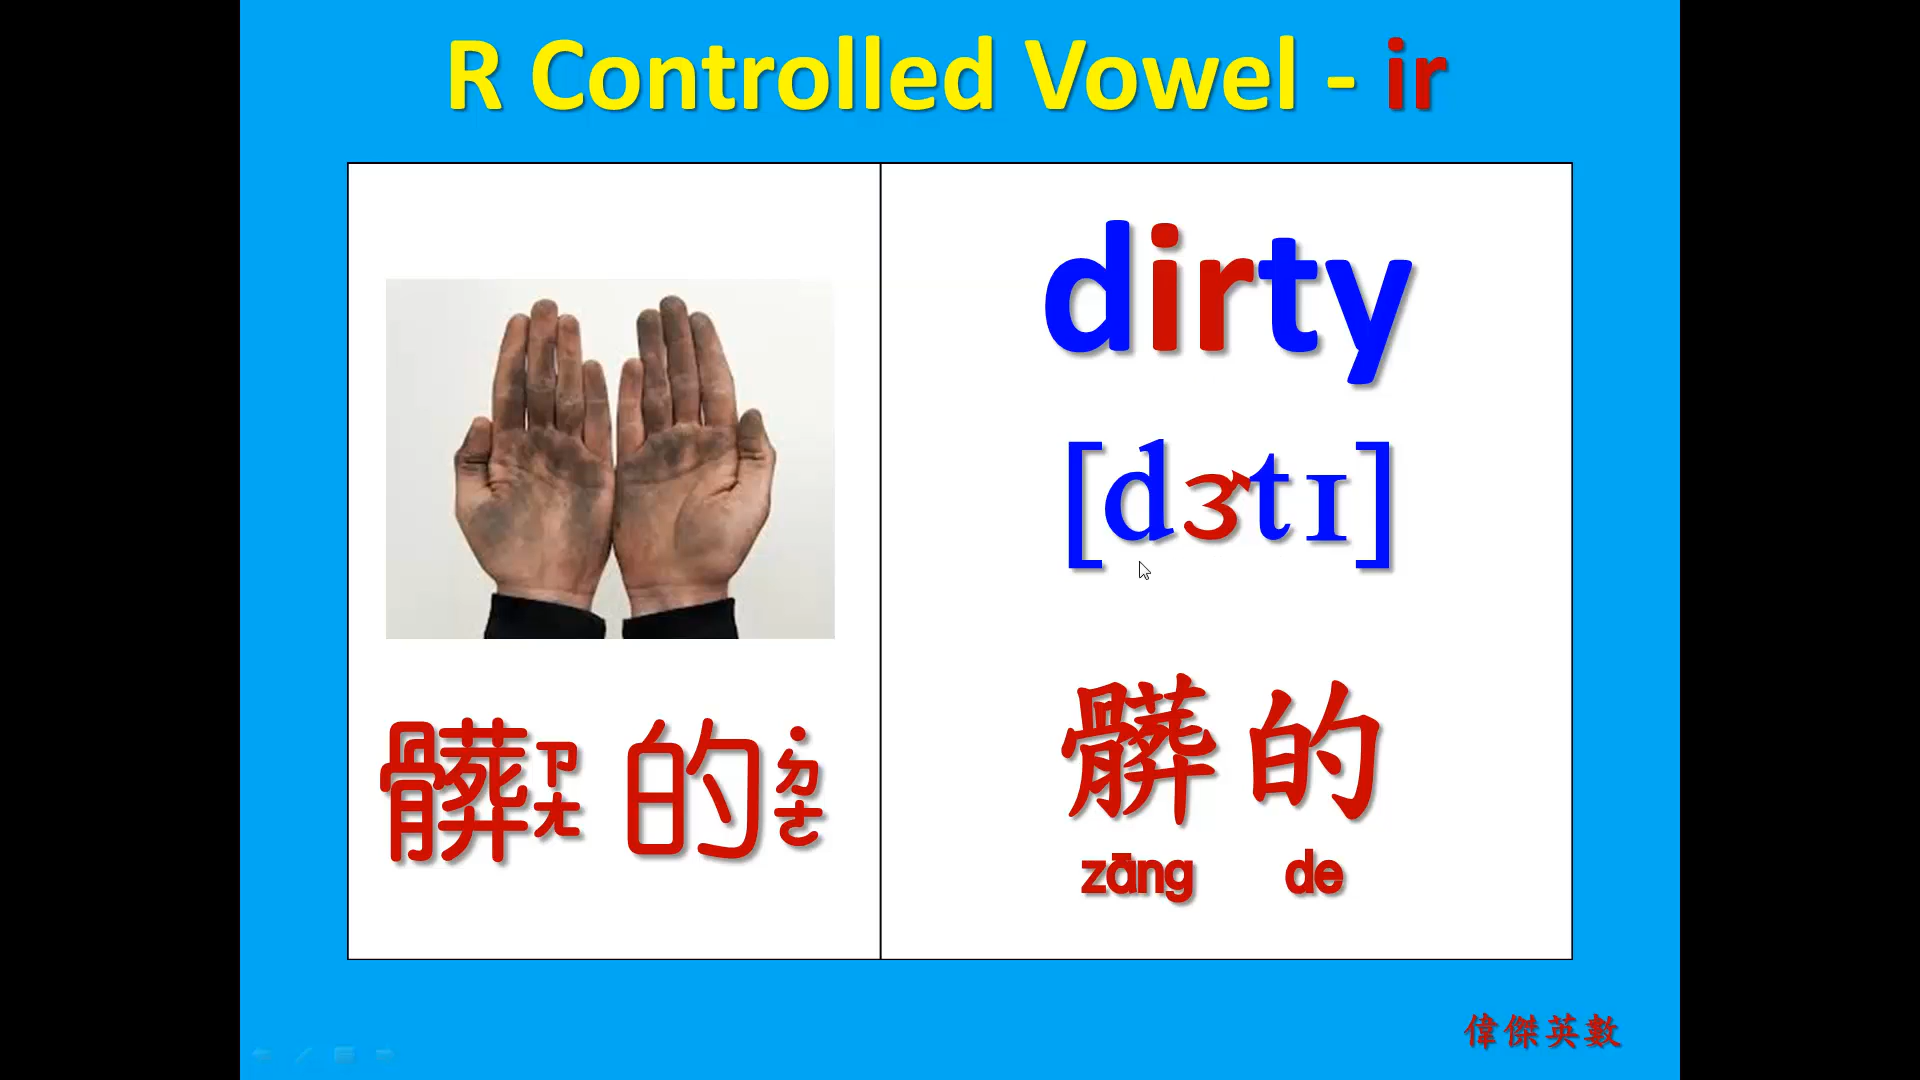 R Controlled Vowel - ir
髒ㄗㄤ 的˙ㄉㄜ
dirty
[dɝtɪ]
髒 的
zāng de
偉傑英數